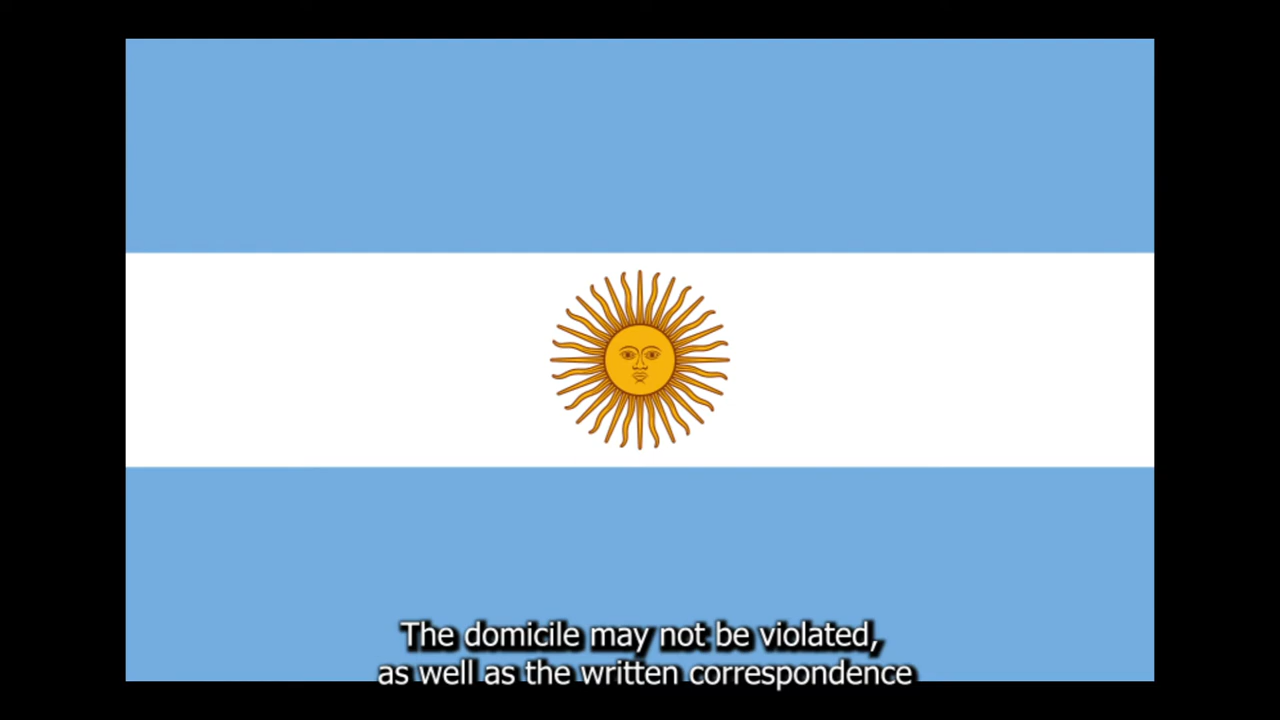 The domicile may not be violated,
as well as the written correspondence